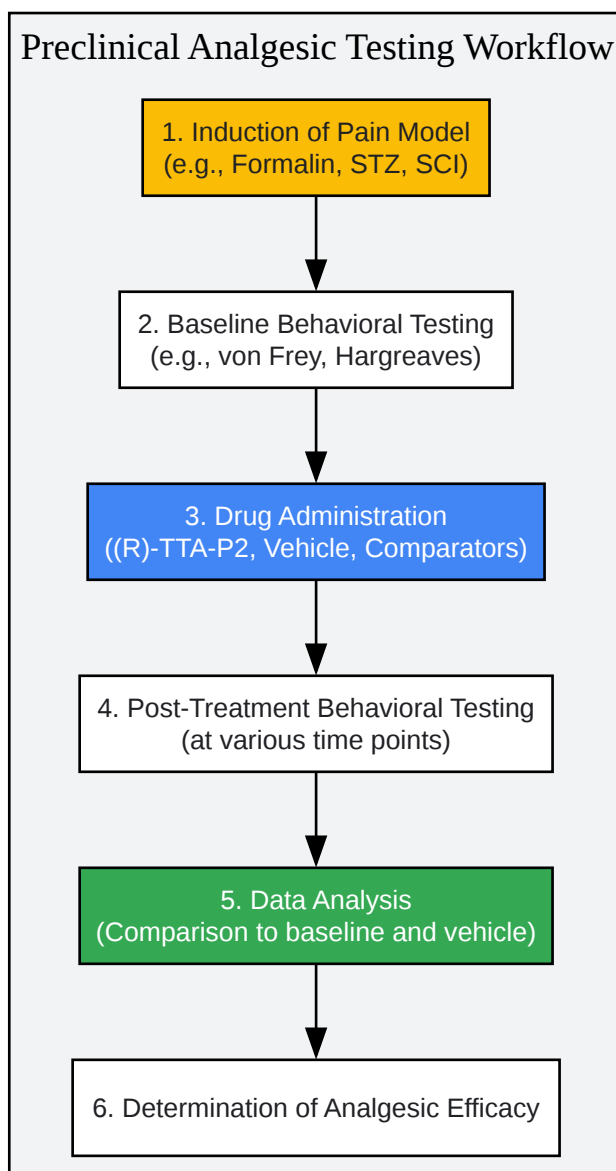 Preclinical Analgesic Testing Workflow
1. Induction of Pain Model
(e.g., Formalin, STZ, SCI)
2. Baseline Behavioral Testing
(e.g., von Frey, Hargreaves)
3. Drug Administration
((R)-TTA-P2, Vehicle, Comparators)
4. Post-Treatment Behavioral Testing
(at various time points)
5. Data Analysis
(Comparison to baseline and vehicle)
6. Determination of Analgesic Efficacy